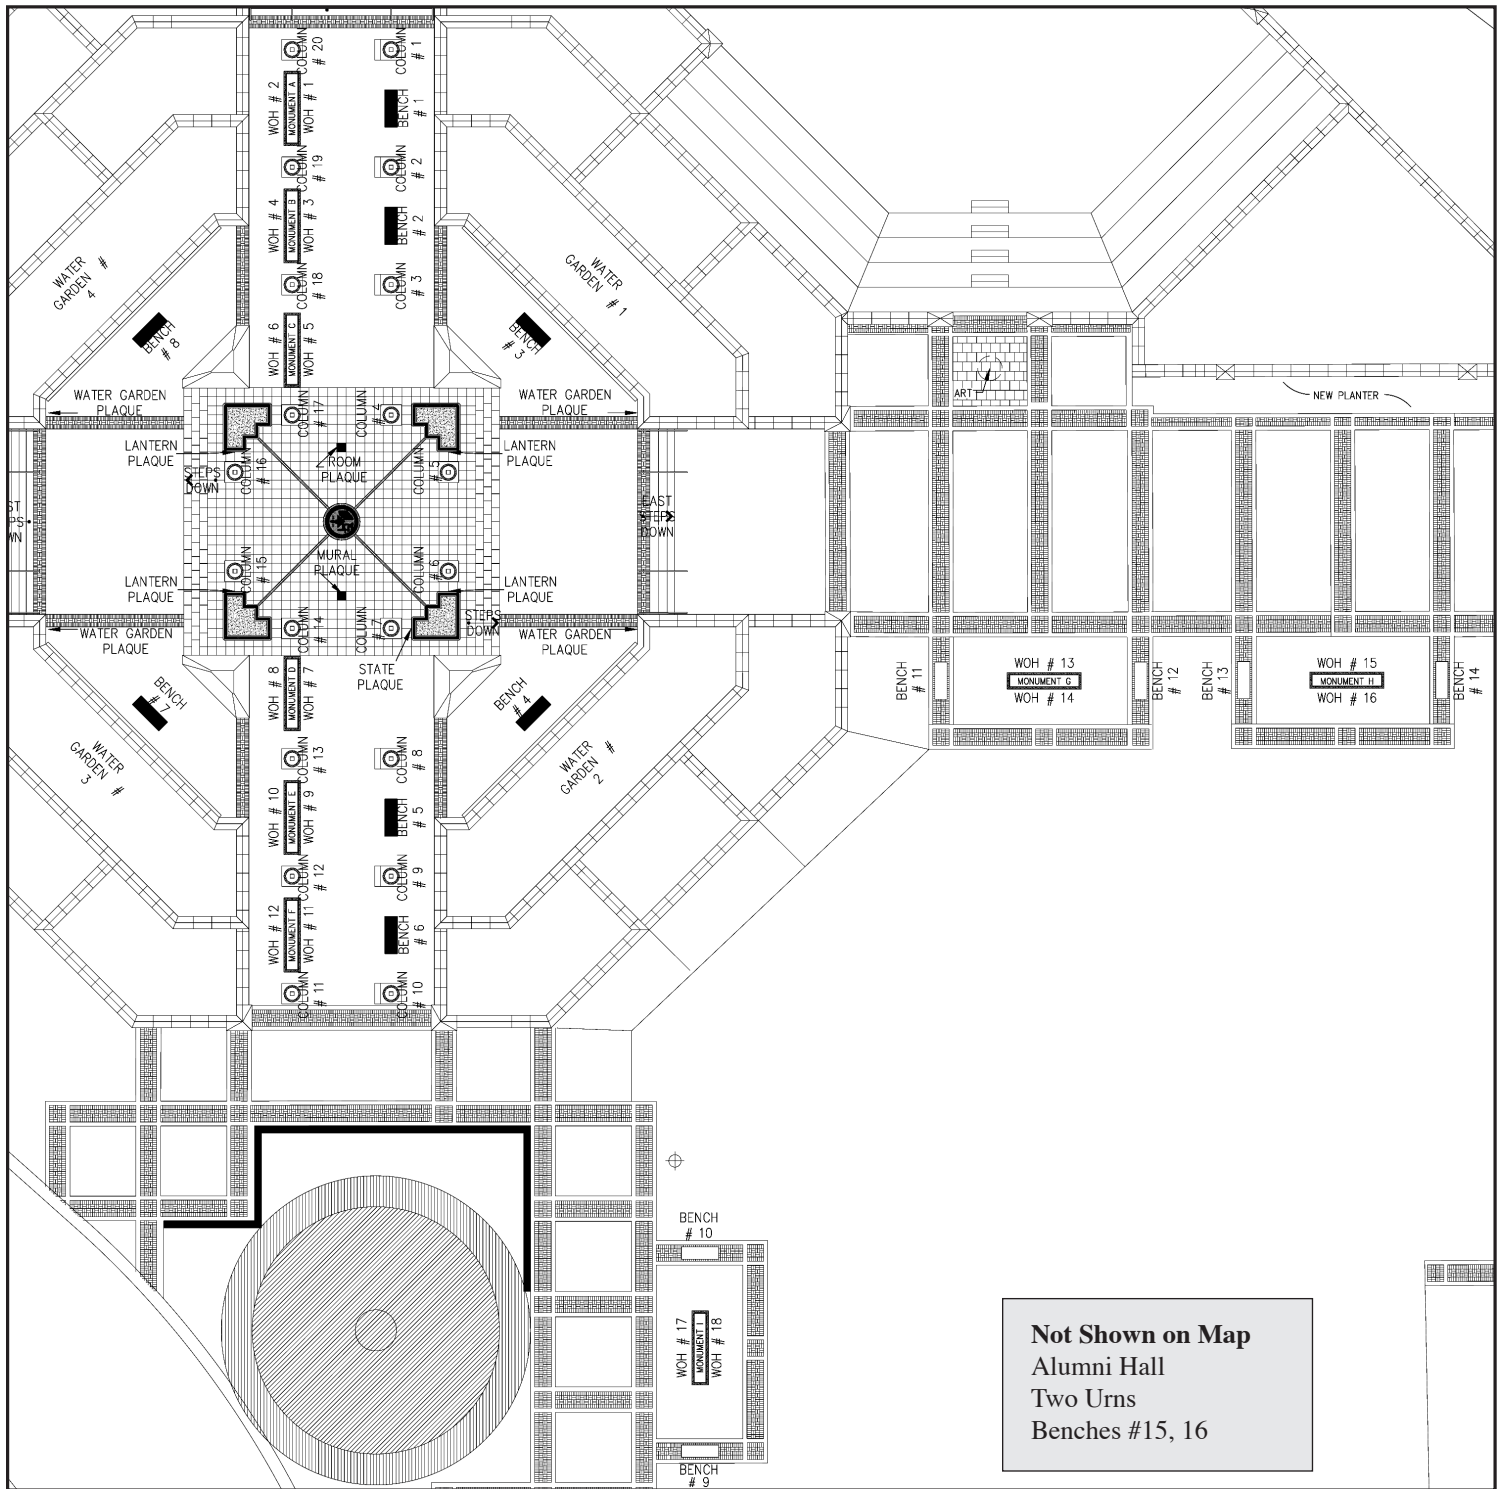 COLUMN
# 20
COLUMN
# 1
WOH # 2
MONUMENT A
WOH # 1
BENCH
# 1
COLUMN
# 19
COLUMN
# 2
WOH # 4
MONUMENT B
WOH # 3
BENCH
# 2
COLUMN
# 18
COLUMN
# 3
WATER #
GARDEN
4
WATER
GARDEN # 1
BENCH
# 8
WOH # 6
MONUMENT C
WOH # 5
BENCH
# 3
WATER GARDEN
PLAQUE
WATER GARDEN
PLAQUE
ART
NEW PLANTER
COLUMN
# 17
COLUMN
# 4
LANTERN
PLAQUE
LANTERN
PLAQUE
ROOM
PLAQUE
COLUMN
# 16
COLUMN
# 5
STEPS
DOWN
EAST
STEPS
DOWN
ST
PS
WN
MURAL
PLAQUE
COLUMN
# 15
COLUMN
# 6
LANTERN
PLAQUE
LANTERN
PLAQUE
COLUMN
# 14
COLUMN
# 7
STEPS
DOWN
WATER GARDEN
PLAQUE
WATER GARDEN
PLAQUE
STATE
PLAQUE
BENCH
# 7
WOH # 8
MONUMENT D
WOH # 7
BENCH
# 4
BENCH
# 11
WOH # 13
MONUMENT G
WOH # 14
BENCH
# 12
BENCH
# 13
WOH # 15
MONUMENT H
WOH # 16
BENCH
# 14
WATER
GARDEN #
3
COLUMN
# 13
COLUMN
# 8
WATER #
GARDEN
2
WOH # 10
MONUMENT E
WOH # 9
BENCH
# 5
COLUMN
# 12
COLUMN
# 9
WOH # 12
MONUMENT F
WOH # 11
BENCH
# 6
COLUMN
# 11
COLUMN
# 10
BENCH
# 10
WOH # 17
MONUMENT I
WOH # 18
BENCH
# 9
Not Shown on Map
Alumni Hall
Two Urns
Benches #15, 16